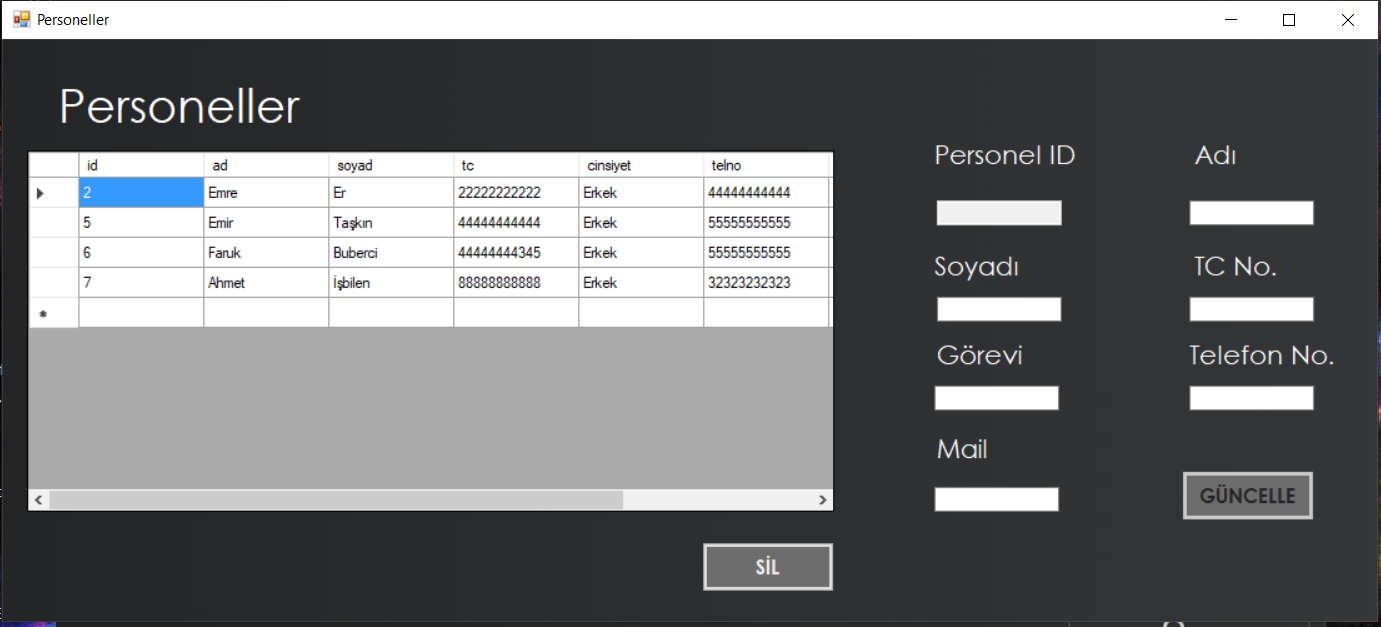 Personeller
Personeller
id ad soyad tc cinsiyet telno
2 Emre Er 22222222222 Erkek 44444444444
5 Emir Taşkın 44444444444 Erkek 55555555555
6 Faruk Buberci 44444444345 Erkek 55555555555
7 Ahmet İşbilen 88888888888 Erkek 32323232323
SİL
Personel ID Adı
Soyadı TC No.
Görevi Telefon No.
Mail
GÜNCELLE